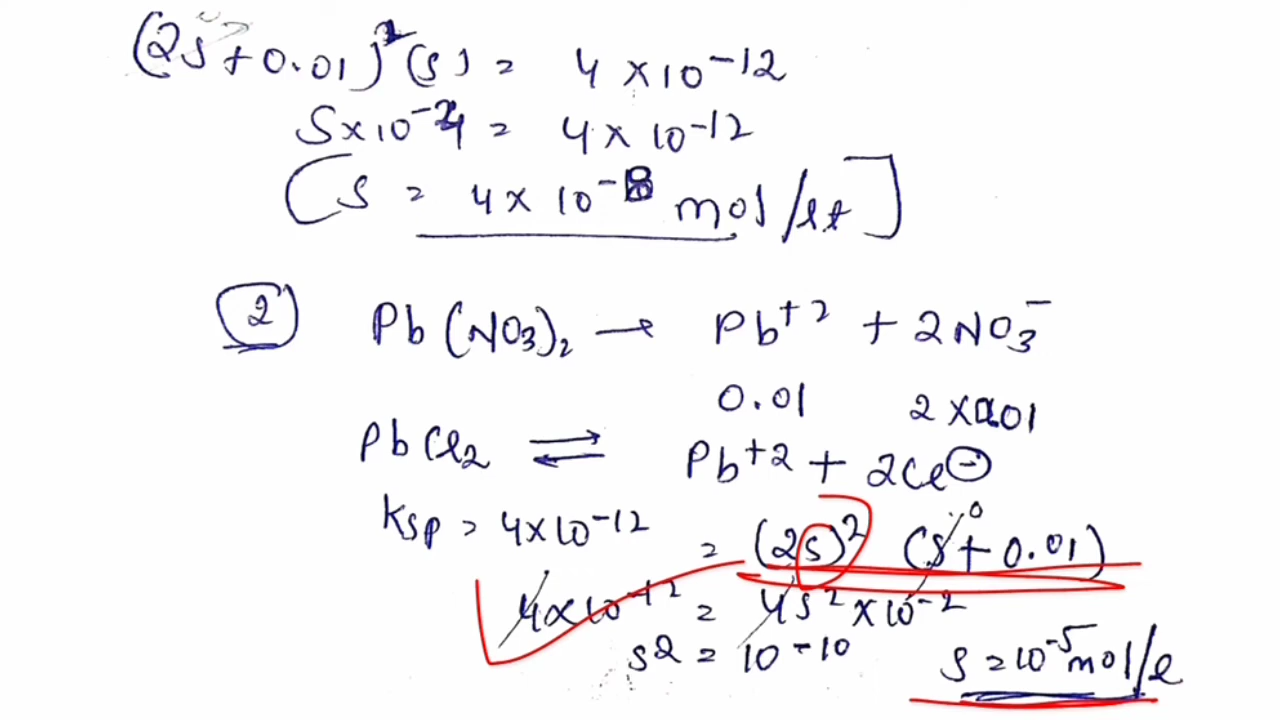 (2s + 0.01)² (s) = 4 × 10⁻¹²
s × 10⁻⁴ = 4 × 10⁻¹²
[s = 4 × 10⁻⁸ mol/lt]
2 Pb(NO₃)₂ → Pb⁺² + 2NO₃⁻
0.01 2 × 0.01
PbCl₂ ⇌ Pb⁺² + 2Cl⊖
Ksp = 4×10⁻¹² = (2s)² (s + 0.01)
4×10⁻¹² = 4s² × 10⁻²
s² = 10⁻¹⁰ s = 10⁻⁵ mol/l